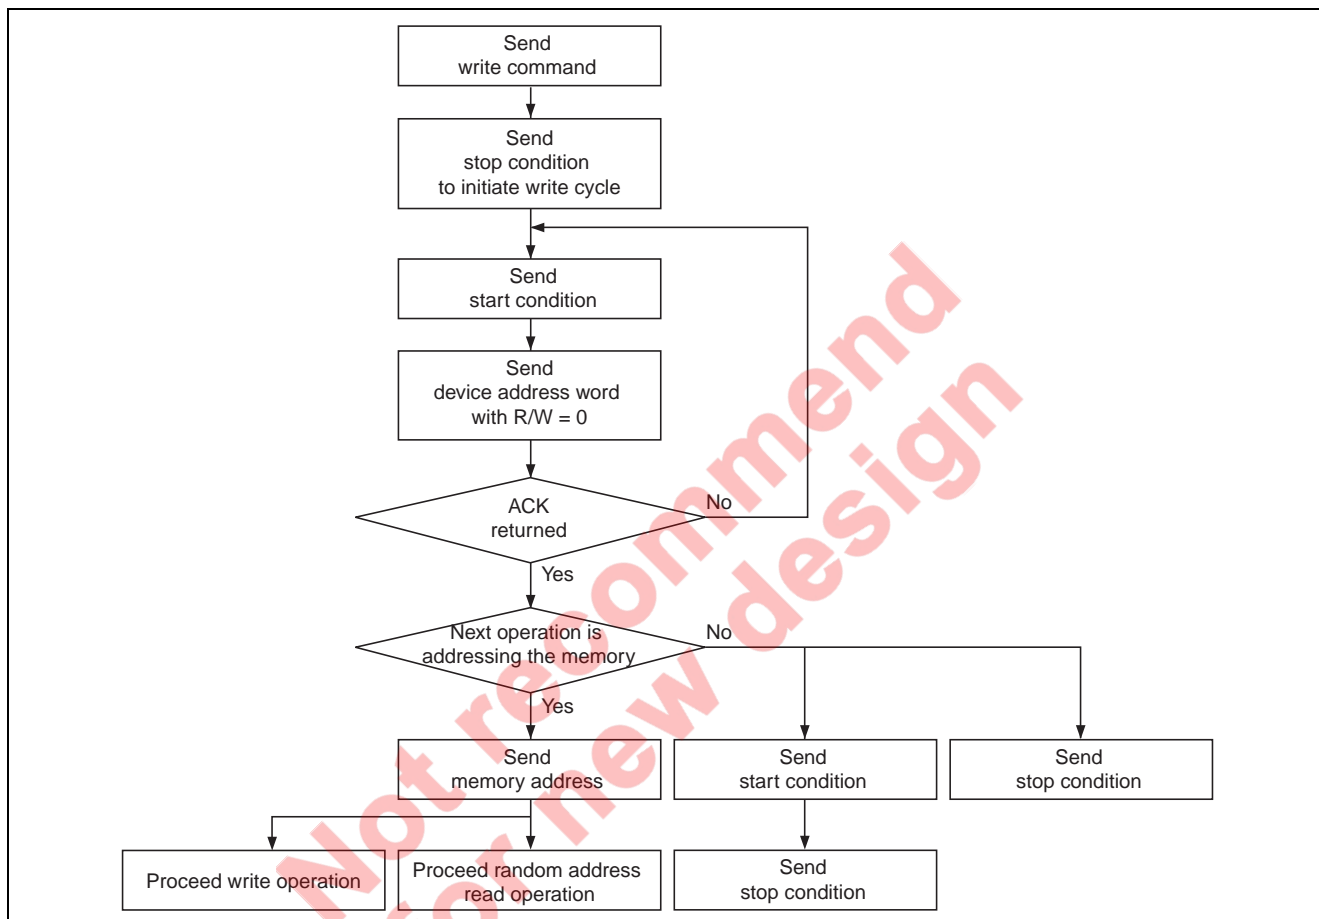 Send
write command
Send
stop condition
to initiate write cycle
Send
start condition
Send
device address word
with R/W = 0
ACK
returned
No
Yes
Next operation is
addressing the memory
No
Yes
Send
memory address
Send
start condition
Send
stop condition
Proceed write operation
Proceed random address
read operation
Send
stop condition
Not recommend
for new design